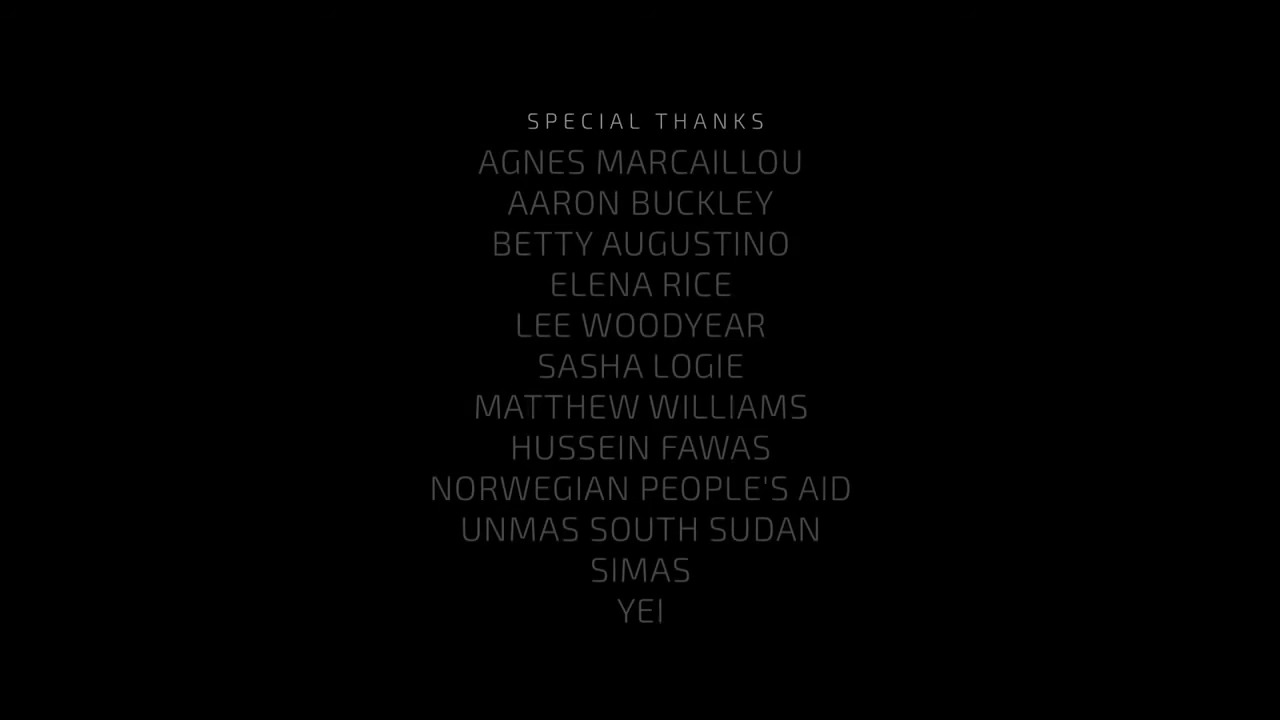 SPECIAL THANKS
AGNES MARCAILLOU
AARON BUCKLEY
BETTY AUGUSTINO
ELENA RICE
LEE WOODYEAR
SASHA LOGIE
MATTHEW WILLIAMS
HUSSEIN FAWAS
NORWEGIAN PEOPLE'S AID
UNMAS SOUTH SUDAN
SIMAS
YEI